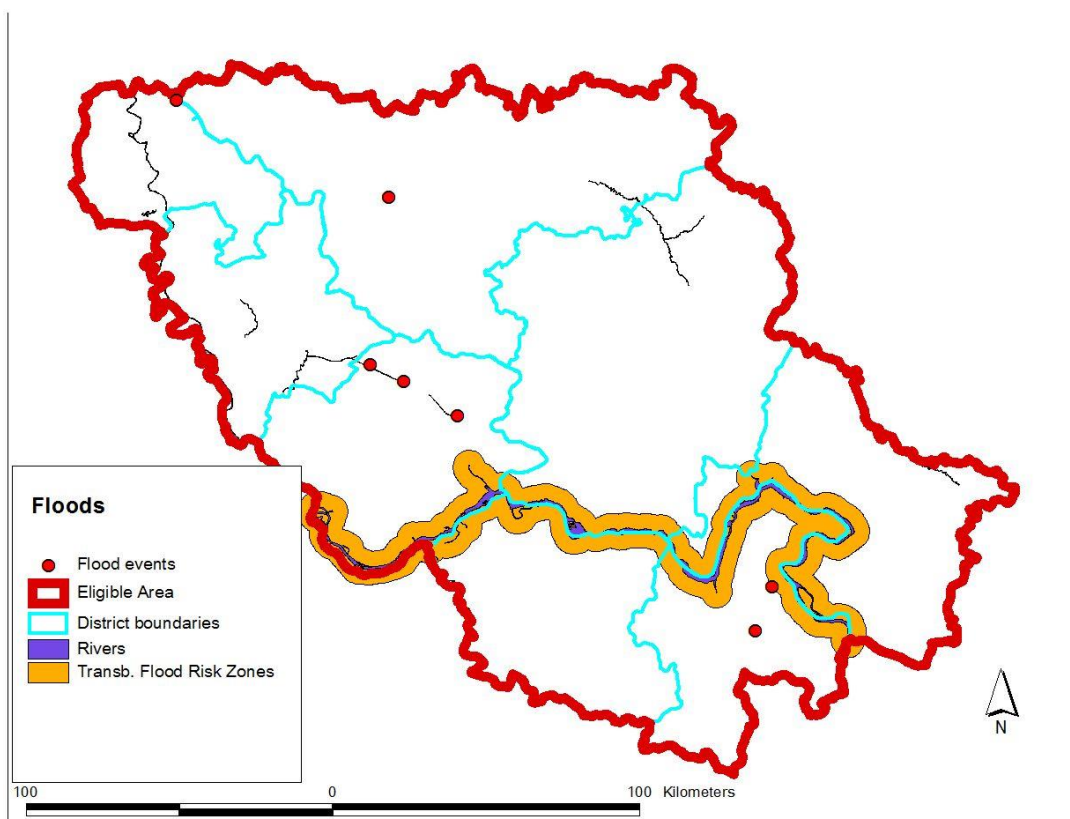 Floods
Flood events
Eligible Area
District boundaries
Rivers
Transb. Flood Risk Zones
N
100 0 100 Kilometers